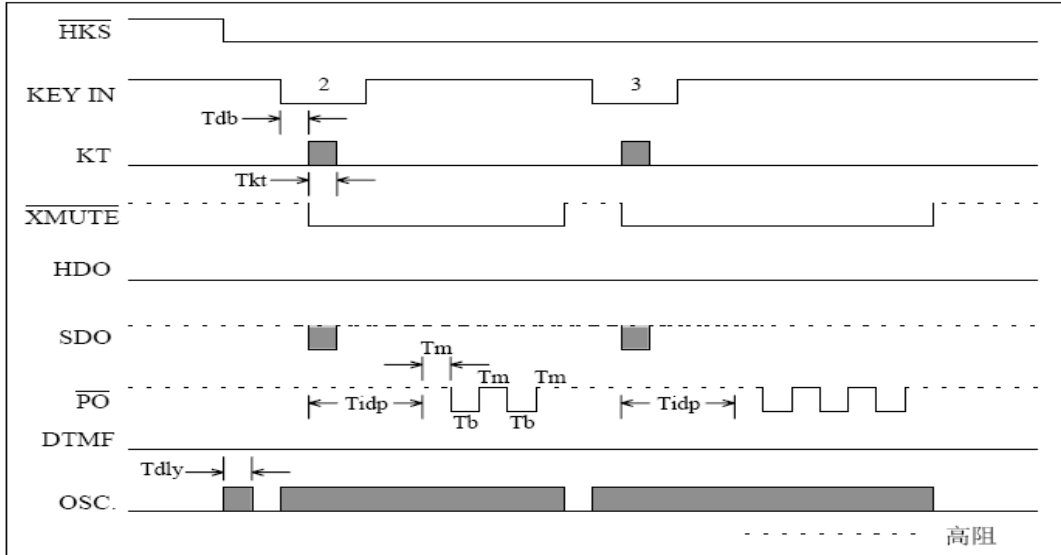 HKS
KEY IN 2 3
Tdb
KT
Tkt
XMUTE
HDO
SDO
Tm
Tm Tm
PO Tidp Tb Tb Tidp
DTMF
Tdly
OSC.
高阻